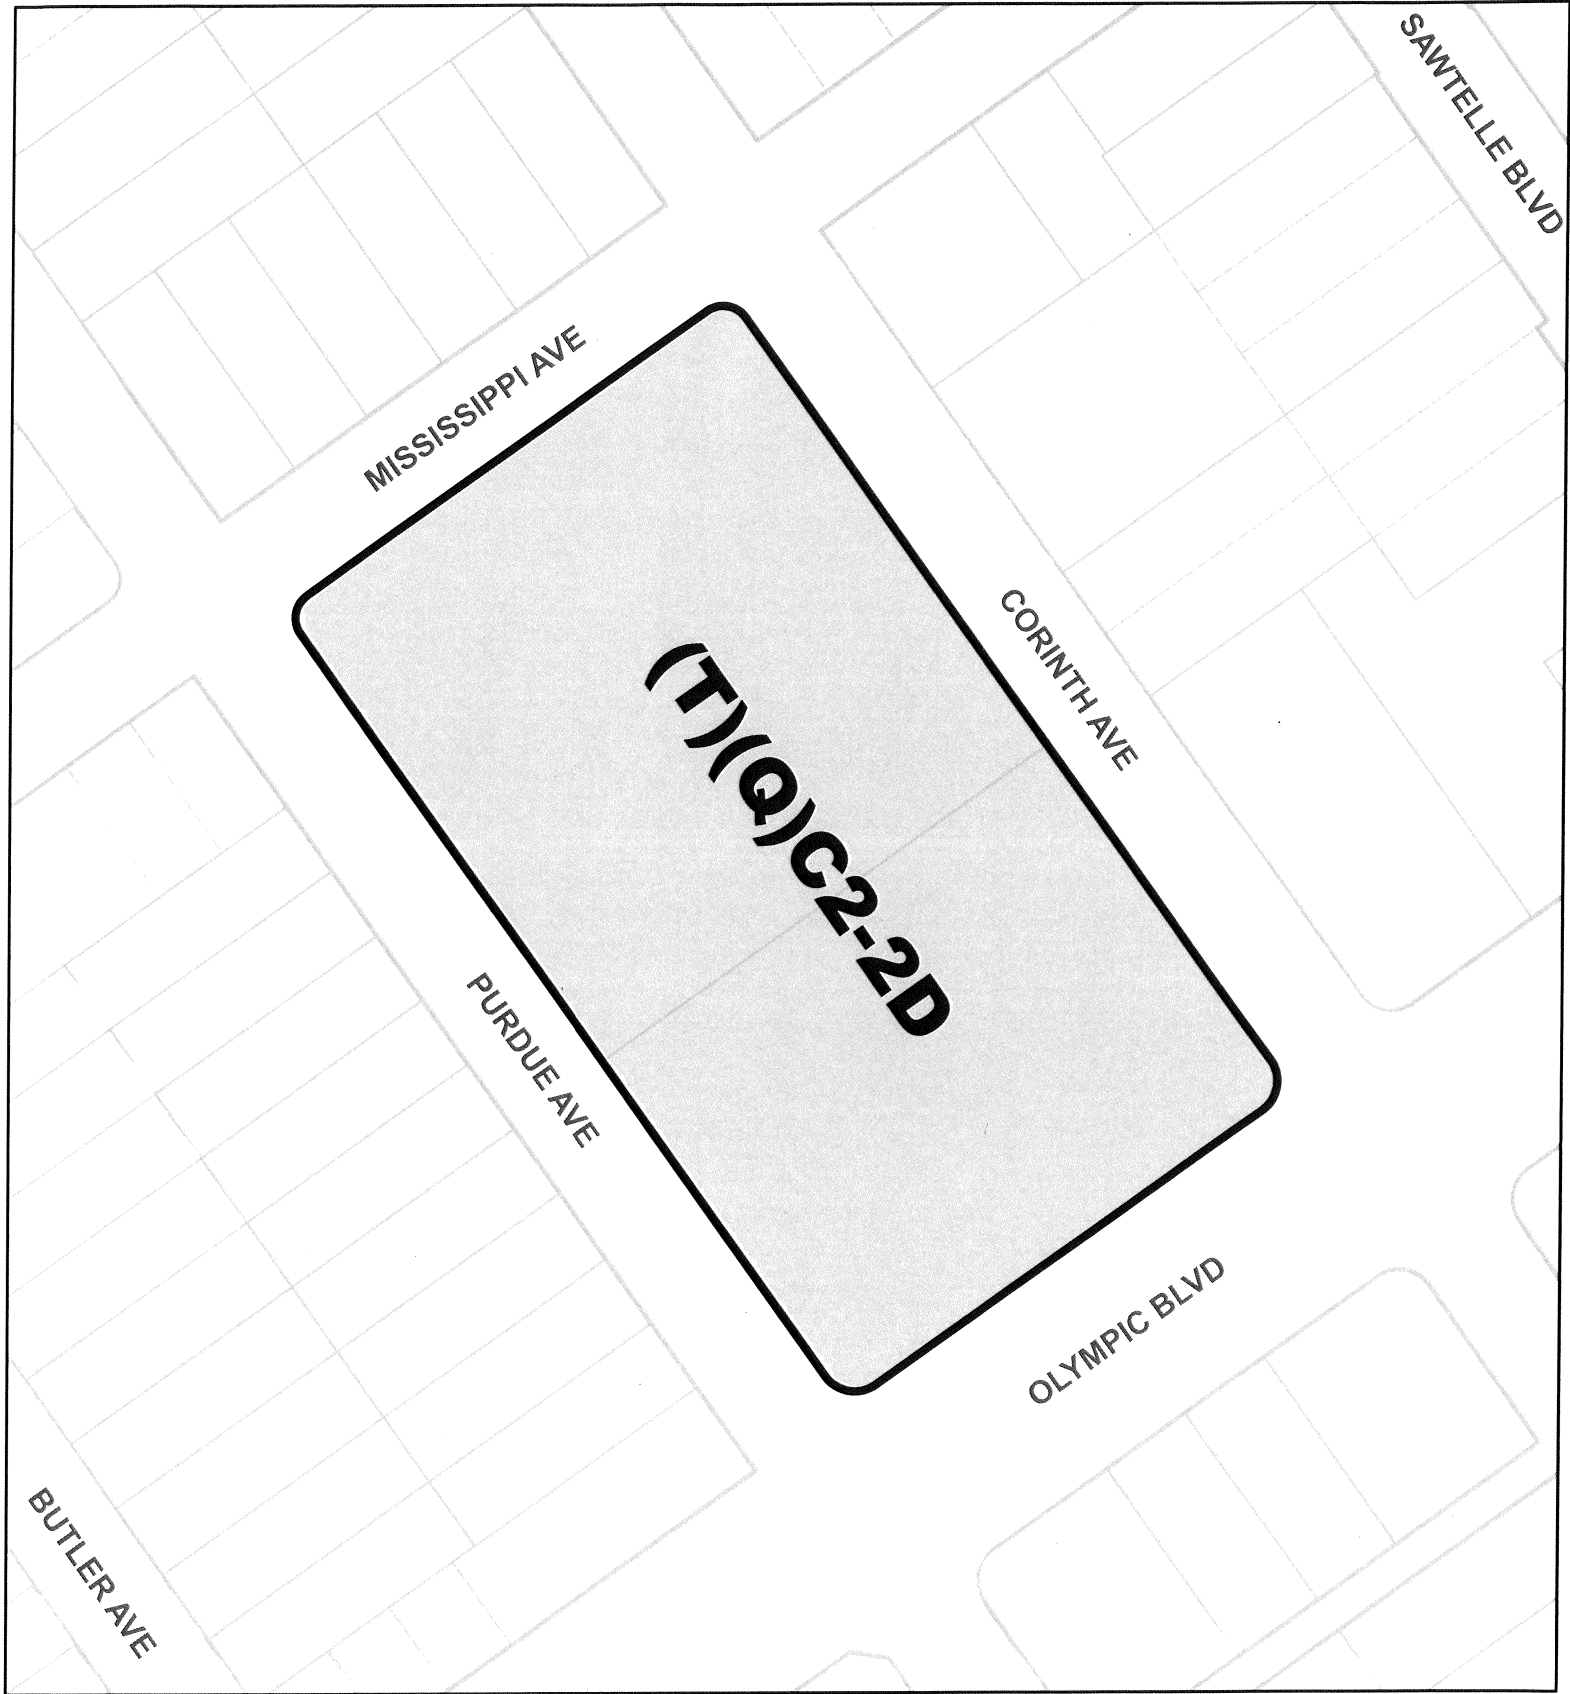 SAWTELLE BLVD
MISSISSIPPI AVE
CORINTH AVE
(T)(Q)C2-2D
PURDUE AVE
OLYMPIC BLVD
BUTLER AVE